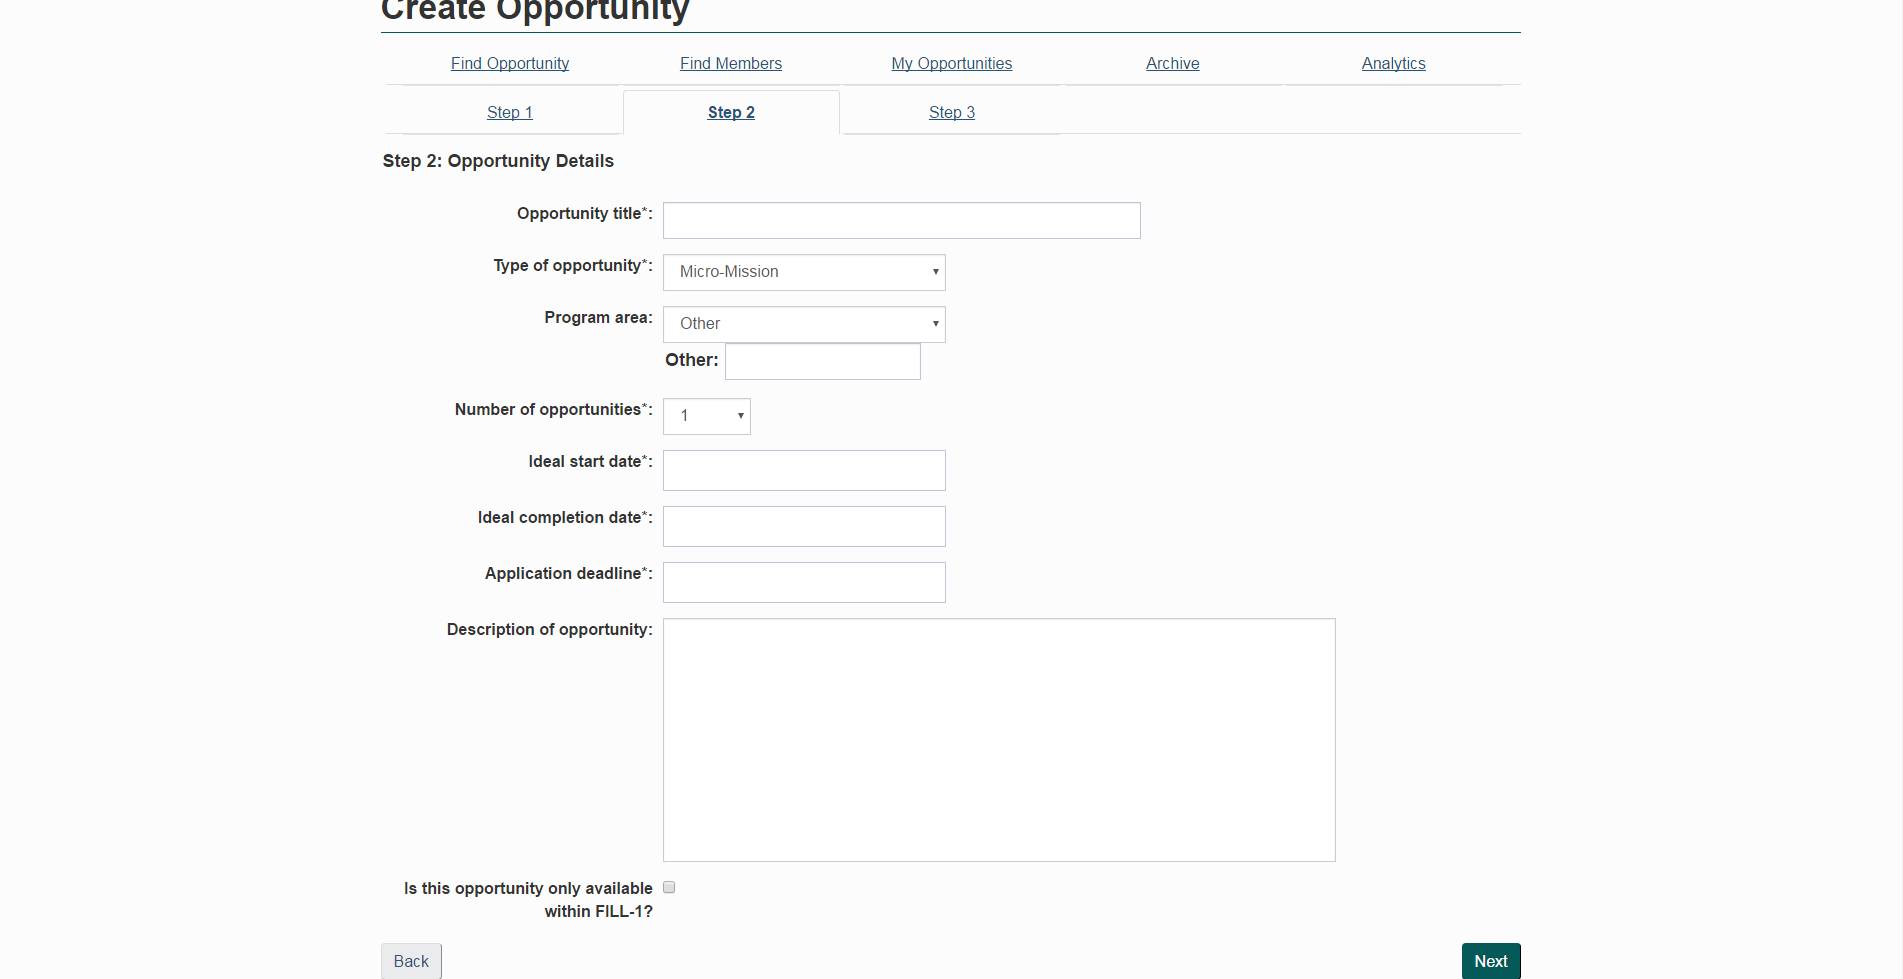 Create Opportunity
Find Opportunity Find Members My Opportunities Archive Analytics
Step 1 Step 2 Step 3
Step 2: Opportunity Details
Opportunity title*:
Type of opportunity*: Micro-Mission
Program area: Other
Other:
Number of opportunities*: 1
Ideal start date*:
Ideal completion date*:
Application deadline*:
Description of opportunity:
Is this opportunity only available
within FILL-1?
Back Next